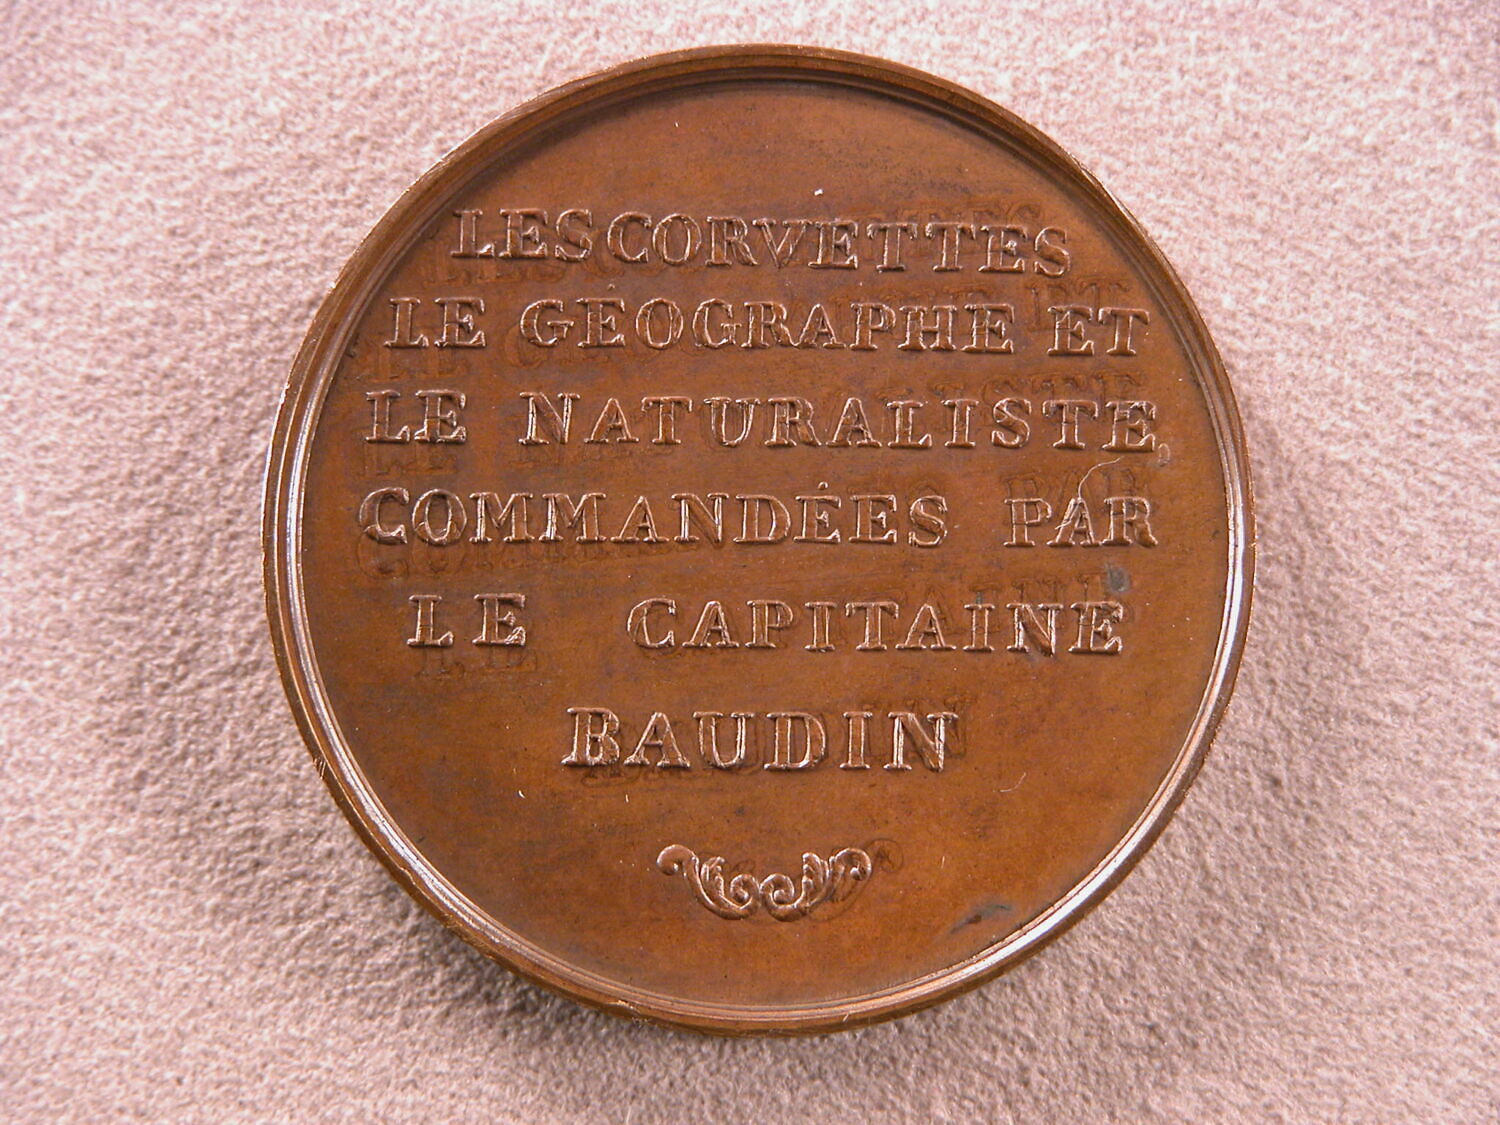 LES CORVETTES
LE GÉOGRAPHE ET
LE NATURALISTE,
COMMANDÉES PAR
LE CAPITAINE
BAUDIN